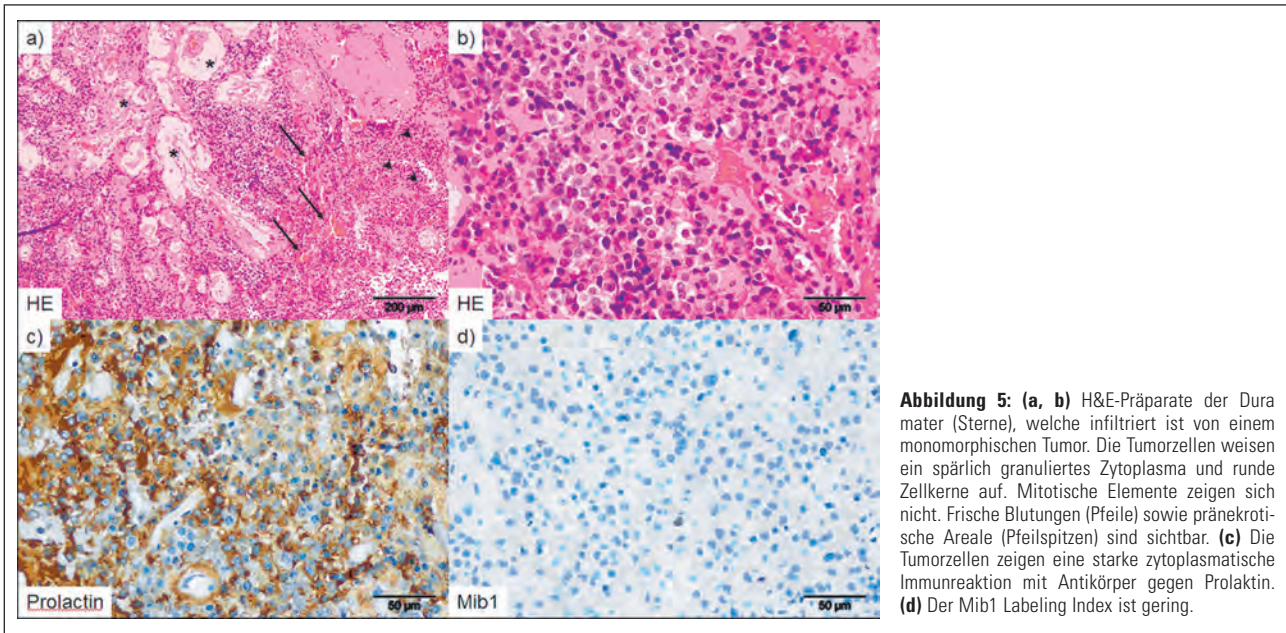 a)
HE
200 µm
b)
HE
50 µm
c)
Prolactin
50 µm
d)
Mib1
50 µm
Abbildung 5: (a, b) H&E-Präparate der Dura
mater (Sterne), welche infiltriert ist von einem
monomorphischen Tumor. Die Tumorzellen weisen
ein spärlich granuliertes Zytoplasma und runde
Zellkerne auf. Mitotische Elemente zeigen sich
nicht. Frische Blutungen (Pfeile) sowie pränekroti-
sche Areale (Pfeilspitzen) sind sichtbar. (c) Die
Tumorzellen zeigen eine starke zytoplasmatische
Immunreaktion mit Antikörper gegen Prolaktin.
(d) Der Mib1 Labeling Index ist gering.